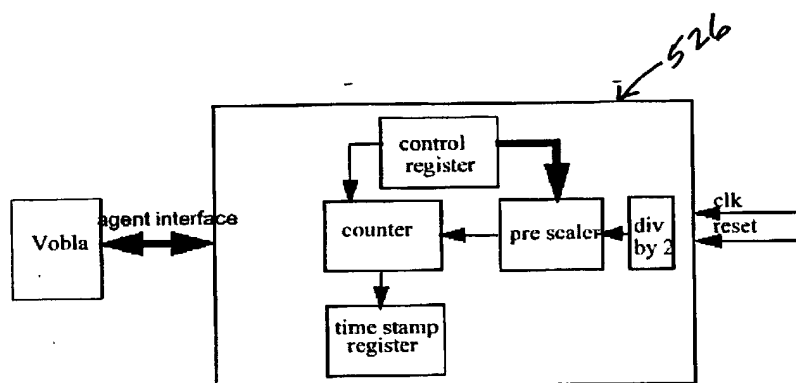 526
control
register
clk
agent interface
div
reset
Vobla
counter
pre scaler
by 2
time stamp
register